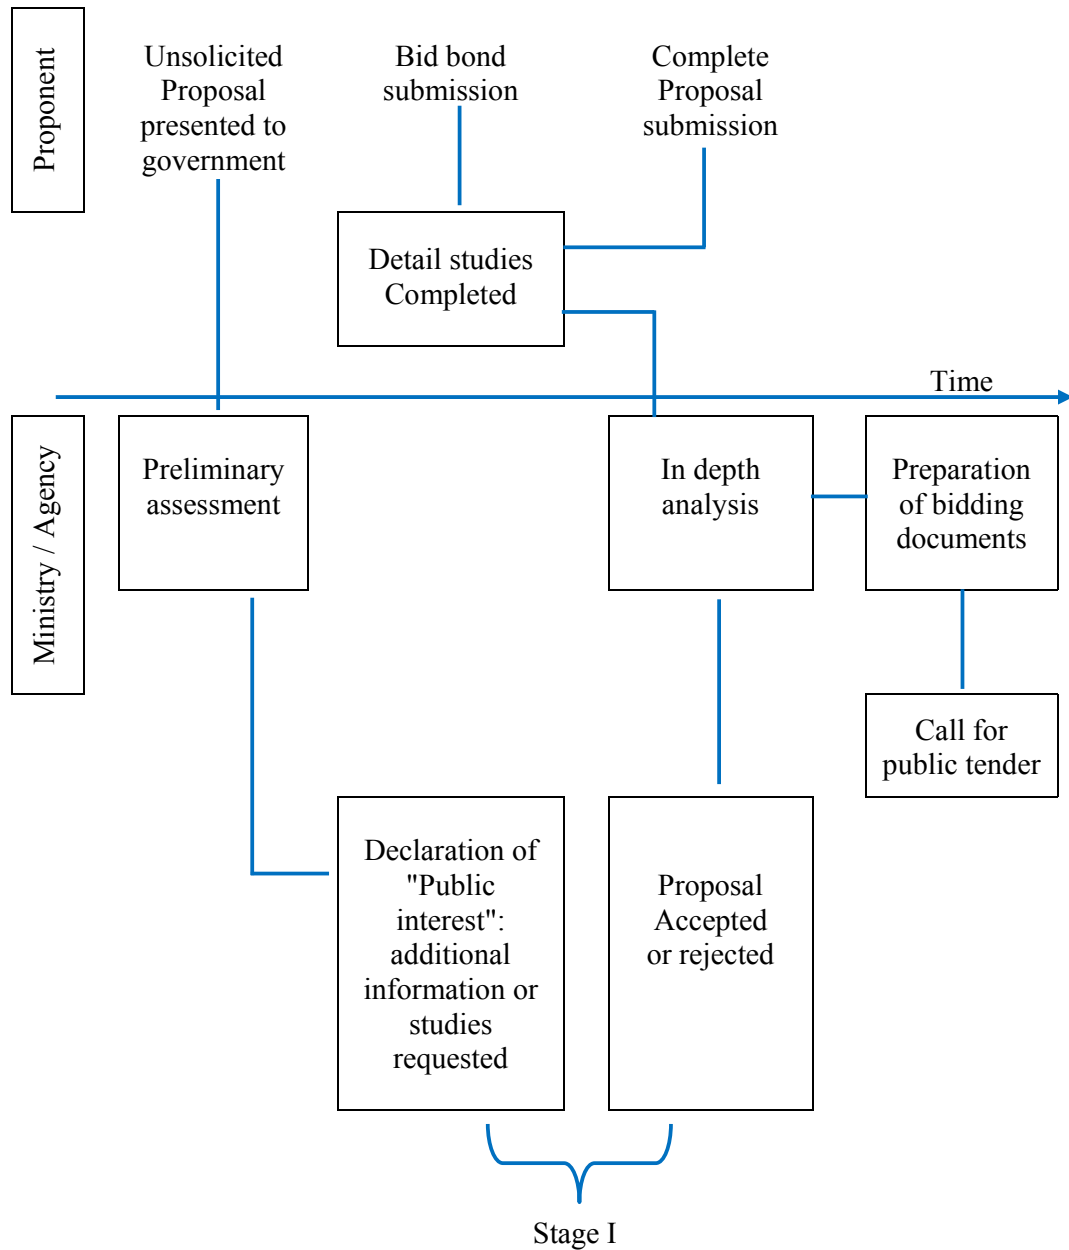 Proponent
Unsolicited
Proposal
presented to
government
Bid bond
submission
Complete
Proposal
submission
Detail studies
Completed
Time
Ministry / Agency
Preliminary
assessment
In depth
analysis
Preparation
of bidding
documents
Call for
public tender
Declaration of
"Public
interest":
additional
information or
studies
requested
Proposal
Accepted
or rejected
Stage I